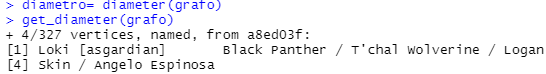 > diametro= diameter(grafo)
> get_diameter(grafo)
+ 4/327 vertices, named, from a8ed03f:
[1] Loki [asgardian]       Black Panther / T'chal Wolverine / Logan
[4] Skin / Angelo Espinosa